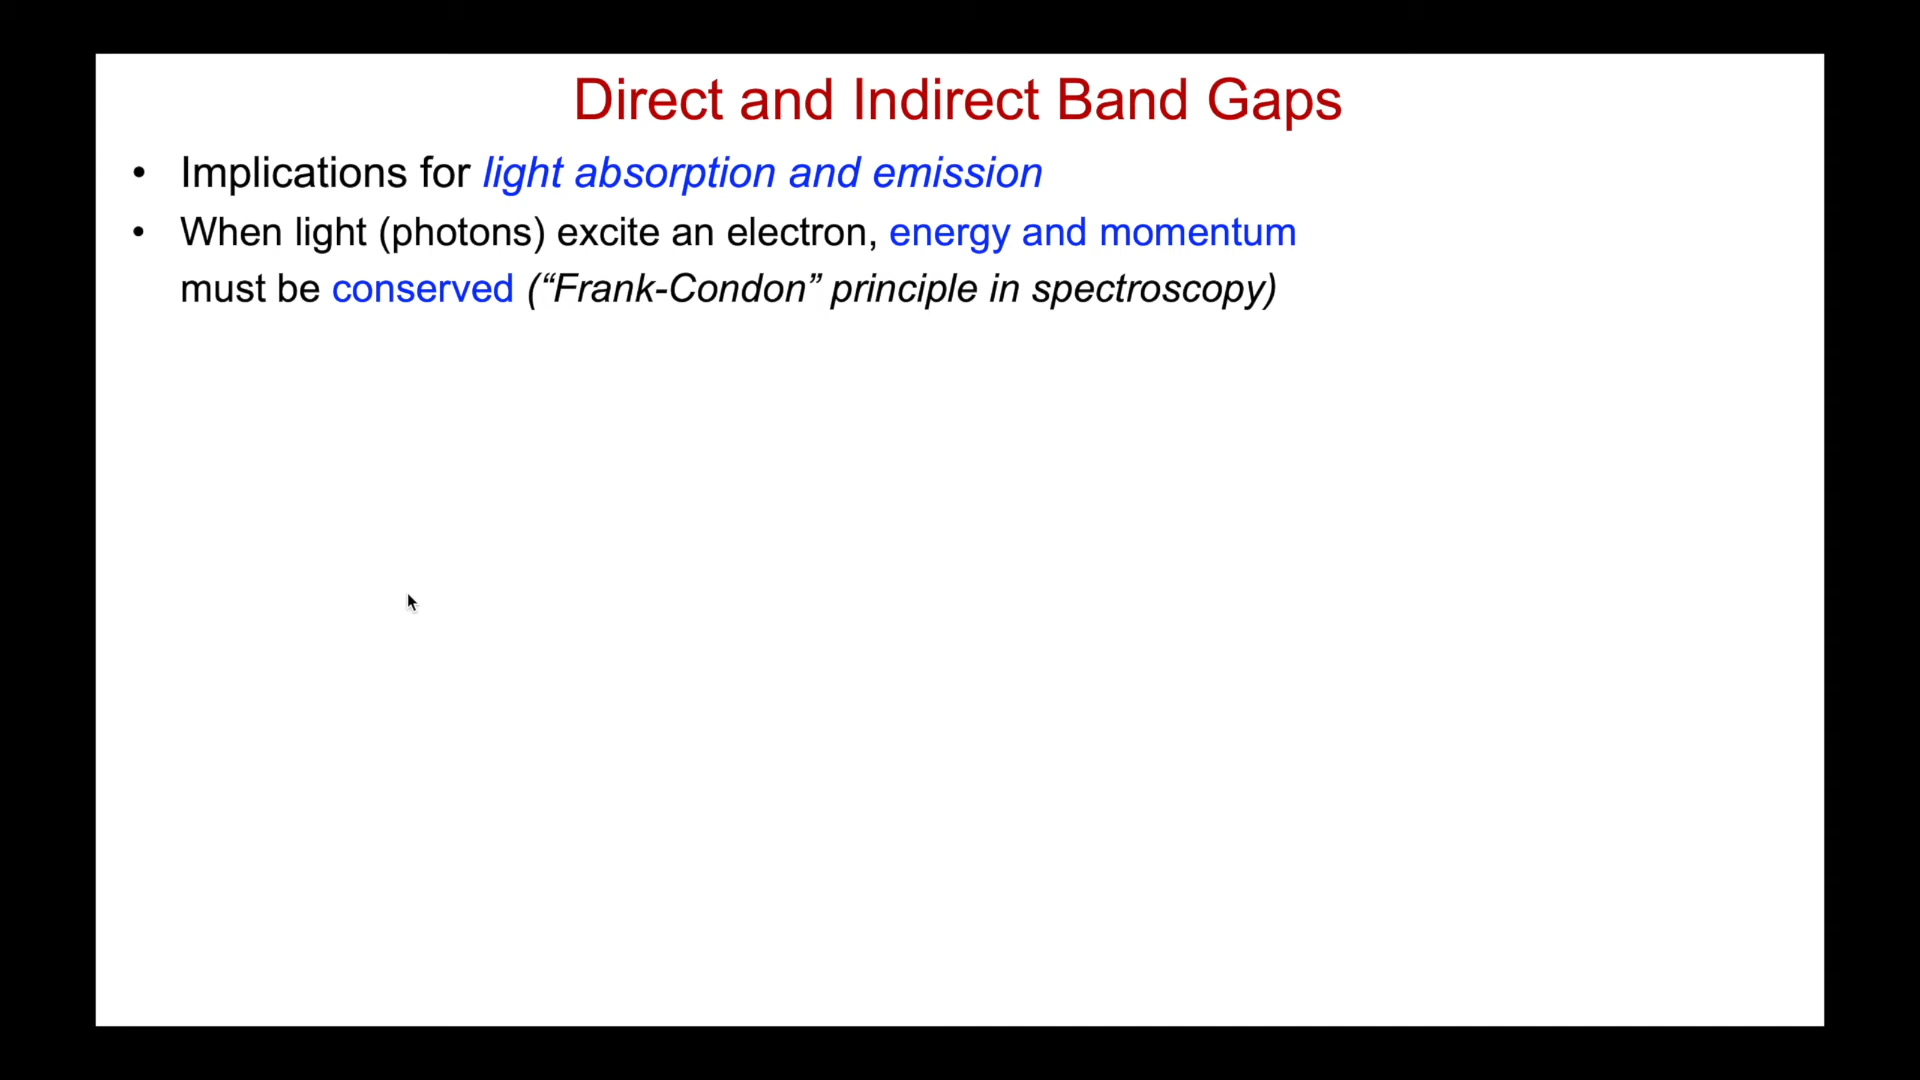 Direct and Indirect Band Gaps
• Implications for light absorption and emission
• When light (photons) excite an electron, energy and momentum
must be conserved (“Frank-Condon” principle in spectroscopy)